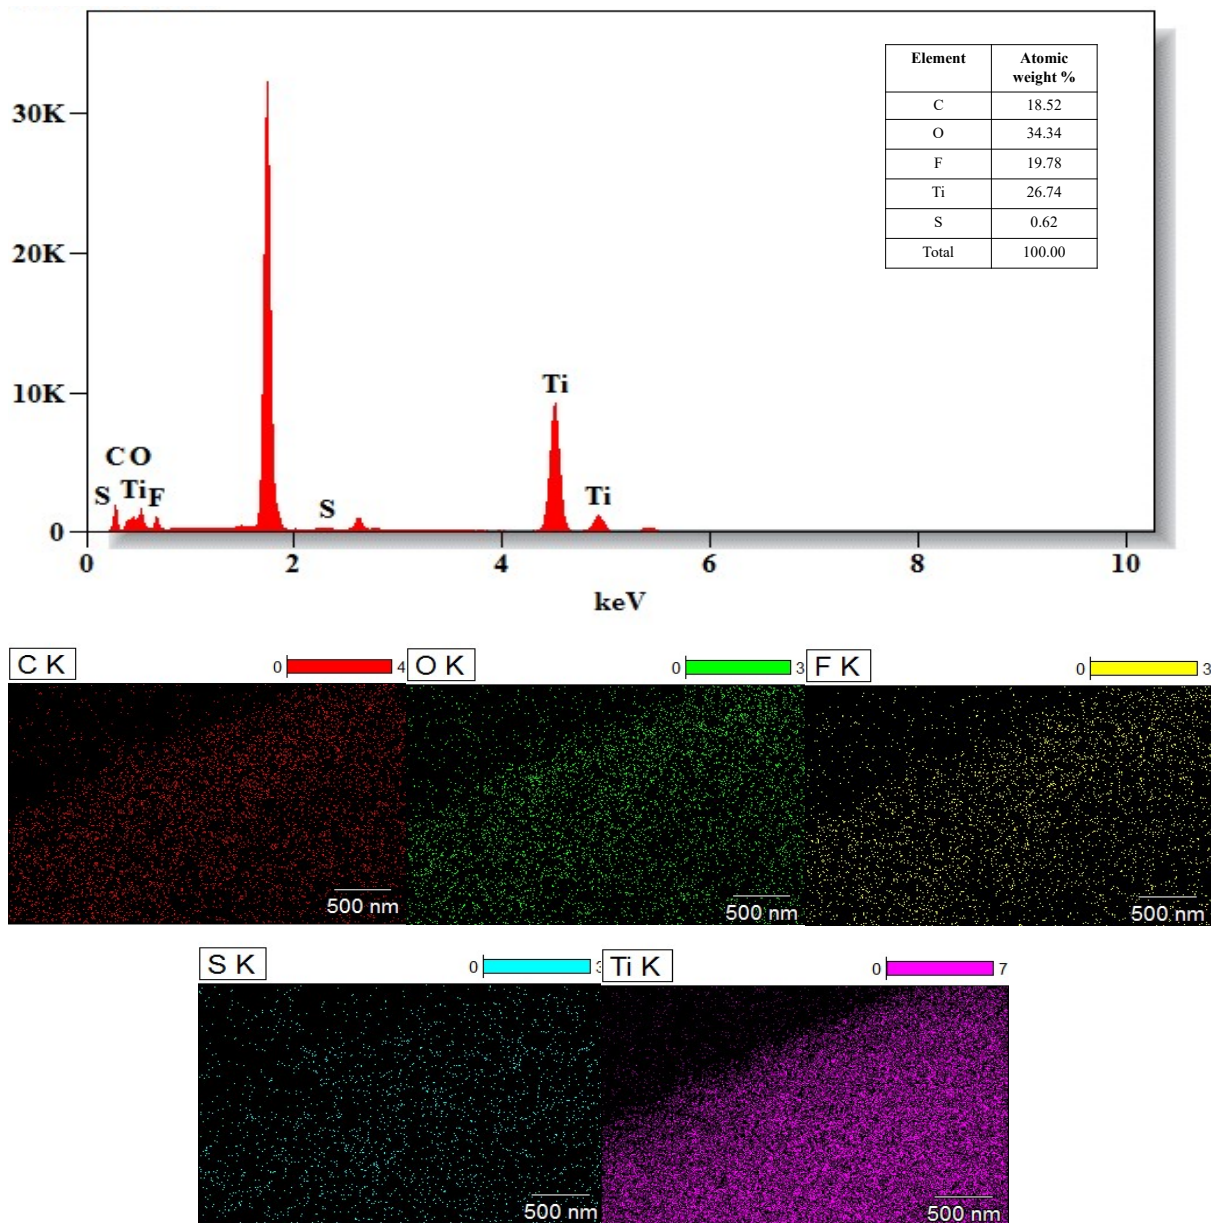 Element Atomic weight %
C 18.52
O 34.34
F 19.78
Ti 26.74
S 0.62
Total 100.00
30K
20K
10K
0
Ti
C O
S Ti F
S
Ti
0 2 4 6 8 10
keV
C K 0 4
O K 0 3
F K 0 3
500 nm
500 nm
500 nm
S K 0
Ti K 0 7
500 nm
500 nm